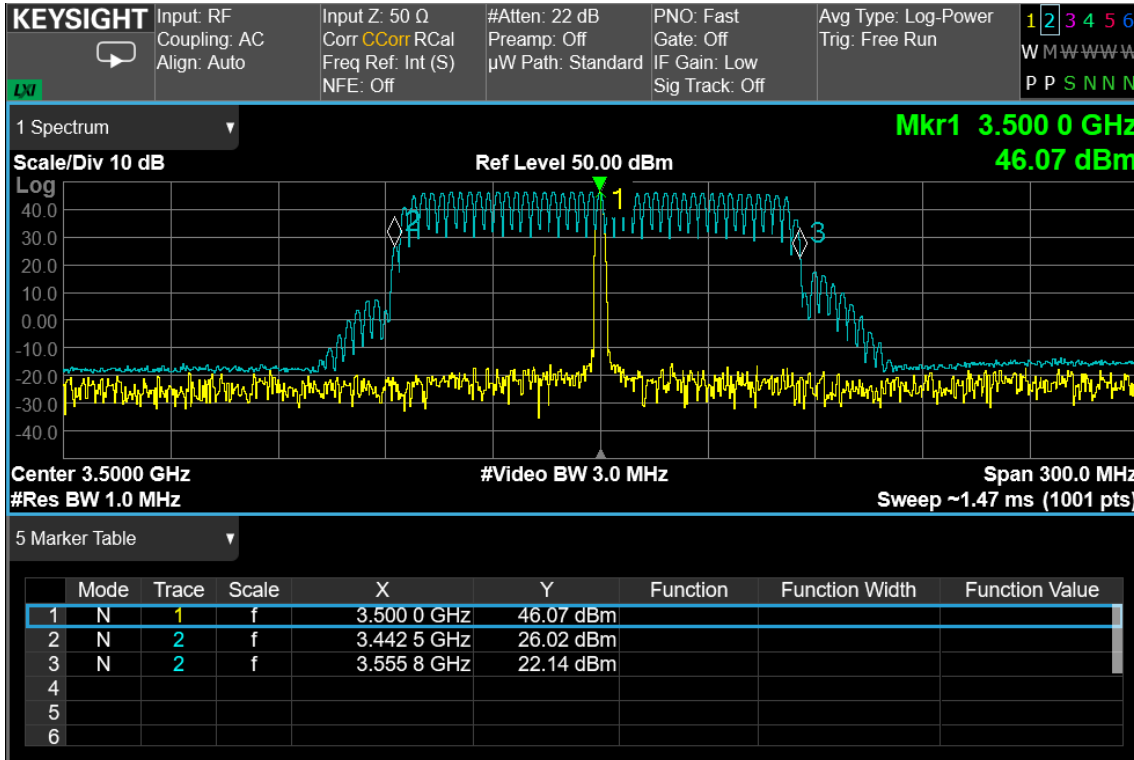 KEYSIGHT
Input: RF
Coupling: AC
Align: Auto
LXI
Input Z: 50 Ω
Corr CCorr RCal
Freq Ref: Int (S)
NFE: Off
#Atten: 22 dB
Preamp: Off
µW Path: Standard
PNO: Fast
Gate: Off
IF Gain: Low
Sig Track: Off
Avg Type: Log-Power
Trig: Free Run
1 2 3 4 5 6
W M W W W W
P P S N N N
1 Spectrum
Mkr1 3.500 0 GHz
46.07 dBm
Scale/Div 10 dB
Ref Level 50.00 dBm
Log
40.0
30.0
20.0
10.0
0.00
-10.0
-20.0
-30.0
-40.0
1
2
3
Center 3.5000 GHz
#Video BW 3.0 MHz
Span 300.0 MHz
#Res BW 1.0 MHz
Sweep ~1.47 ms (1001 pts)
5 Marker Table
Mode Trace Scale X Y Function Function Width Function Value
1 N 1 f 3.500 0 GHz 46.07 dBm
2 N 2 f 3.442 5 GHz 26.02 dBm
3 N 2 f 3.555 8 GHz 22.14 dBm
4
5
6